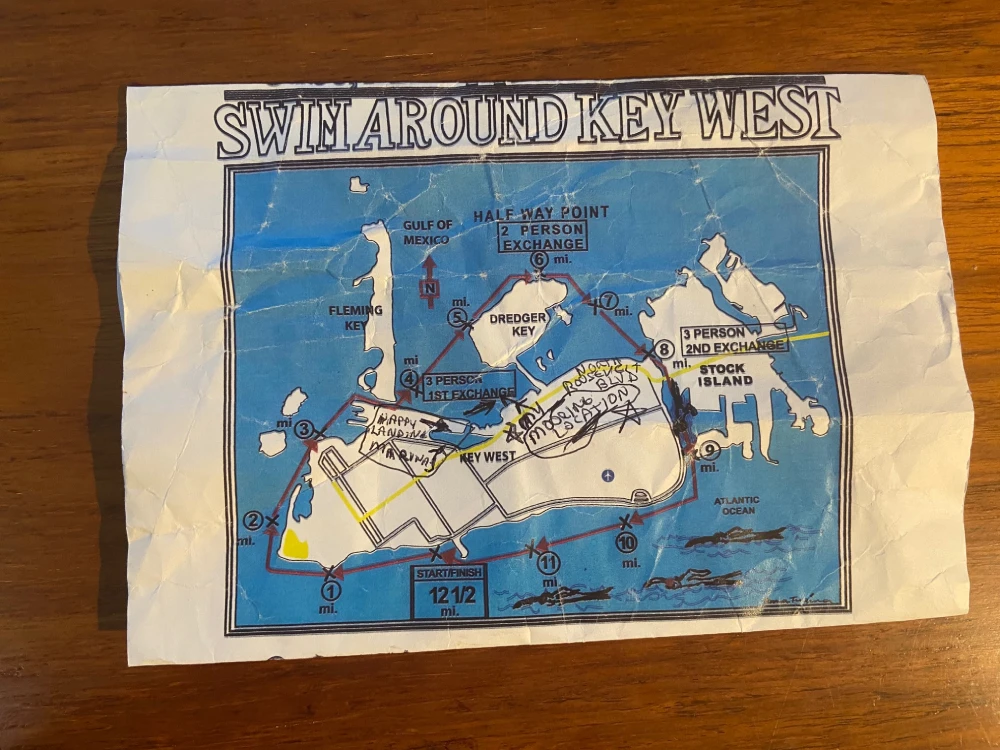 SWIM AROUND KEY WEST
HALF WAY POINT
2 PERSON
EXCHANGE
6 mi.
GULF OF
MEXICO
N
FLEMING
KEY
mi.
5
DREDGER
KEY
7 mi.
3 PERSON
2ND EXCHANGE
8
mi.
STOCK
ISLAND
mi
4
3 PERSON
1ST EXCHANGE
NORTH
ROOSEVELT
BLVD
MY
MOORING
LOCATION
HAPPY
LANDING
3
mi.
KEY WEST
9
mi.
ATLANTIC
OCEAN
2
mi.
10
mi.
11
mi
1
mi.
START/FINISH
12 1/2
mi.